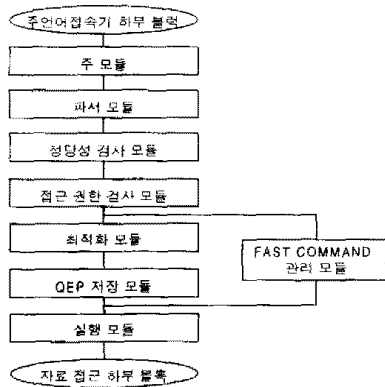 주언어접속기 하부 블럭
주 모듈
파서 모듈
정당성 검사 모듈
접근 권한 검사 모듈
최적화 모듈
FAST COMMAND
관리 모듈
QEP 저장 모듈
실행 모듈
자료 접근 하부 블록